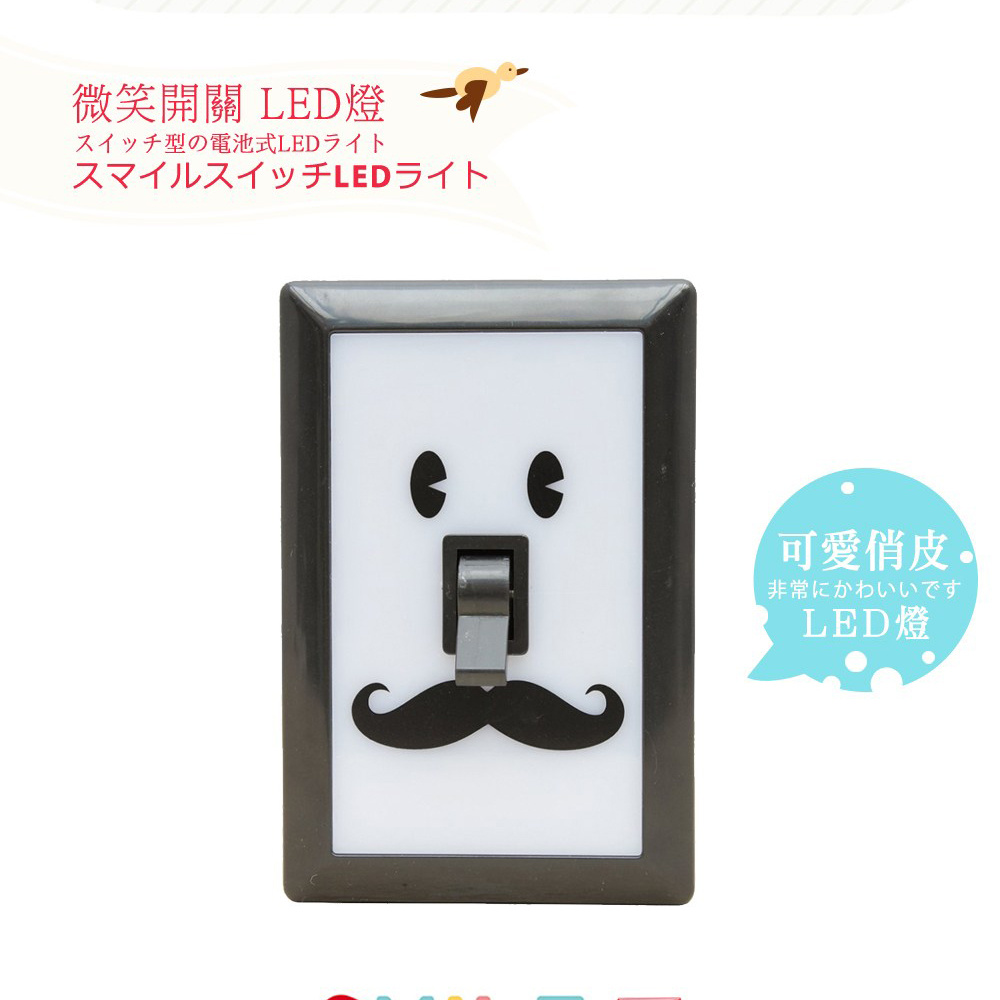 微笑開關 LED燈
スイッチ型の電池式LEDライト
スマイルスイッチLEDライト
可愛俏皮
非常にかわいいです
LED燈